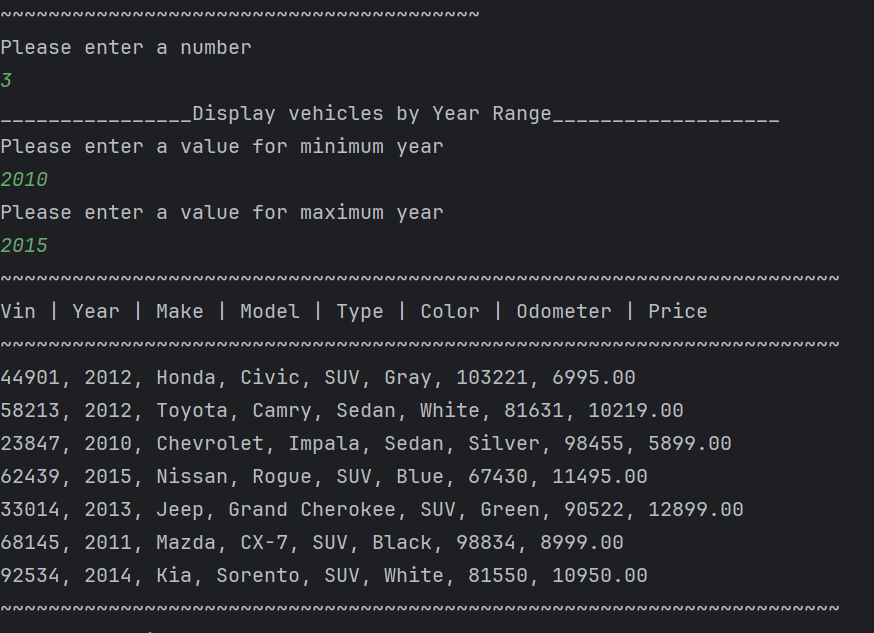 ~~~~~~~~~~~~~~~~~~~~~~~~~~~~~~~~~~~~~~~~
Please enter a number
3
________________Display vehicles by Year Range___________________
Please enter a value for minimum year
2010
Please enter a value for maximum year
2015
~~~~~~~~~~~~~~~~~~~~~~~~~~~~~~~~~~~~~~~~~~~~~~~~~~~~~~~~~~~~~~~~~~~~~~
Vin | Year | Make | Model | Type | Color | Odometer | Price
~~~~~~~~~~~~~~~~~~~~~~~~~~~~~~~~~~~~~~~~~~~~~~~~~~~~~~~~~~~~~~~~~~~~~~
44901, 2012, Honda, Civic, SUV, Gray, 103221, 6995.00
58213, 2012, Toyota, Camry, Sedan, White, 81631, 10219.00
23847, 2010, Chevrolet, Impala, Sedan, Silver, 98455, 5899.00
62439, 2015, Nissan, Rogue, SUV, Blue, 67430, 11495.00
33014, 2013, Jeep, Grand Cherokee, SUV, Green, 90522, 12899.00
68145, 2011, Mazda, CX-7, SUV, Black, 98834, 8999.00
92534, 2014, Kia, Sorento, SUV, White, 81550, 10950.00
~~~~~~~~~~~~~~~~~~~~~~~~~~~~~~~~~~~~~~~~~~~~~~~~~~~~~~~~~~~~~~~~~~~~~~